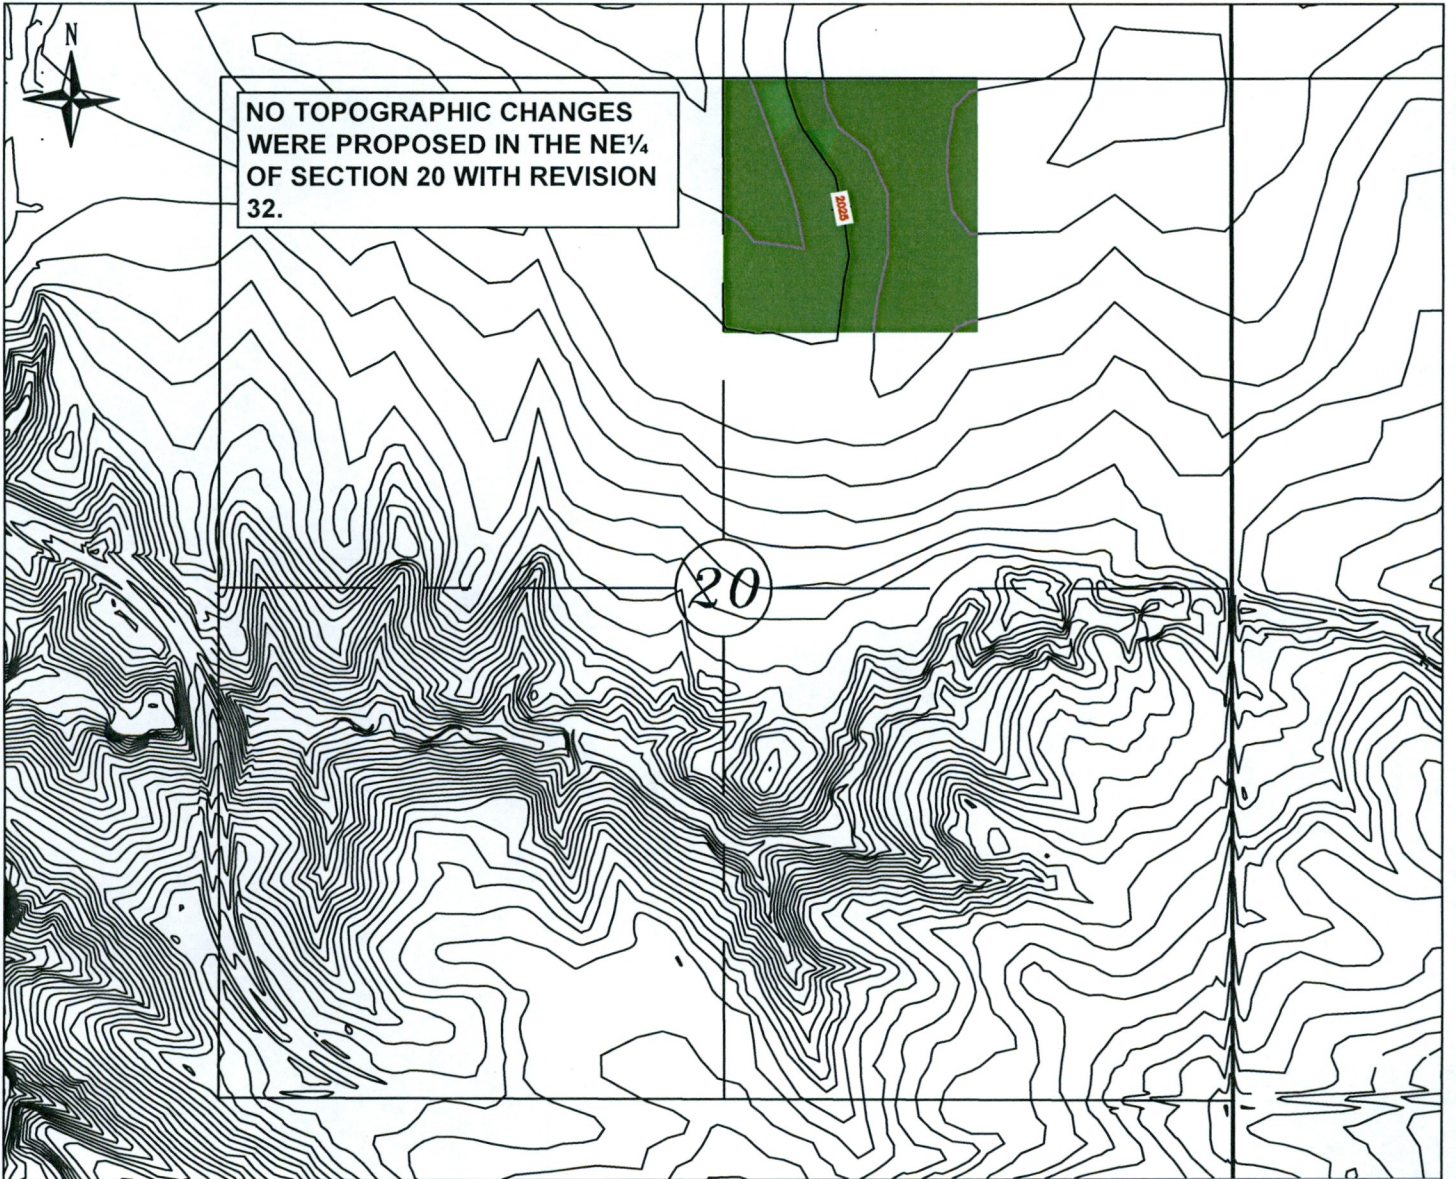 N
NO TOPOGRAPHIC CHANGES
WERE PROPOSED IN THE NE¼
OF SECTION 20 WITH REVISION
32.
2025
20